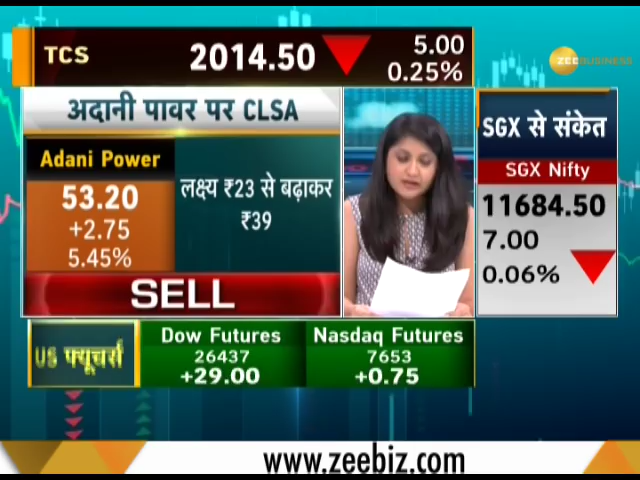 TCS
2014.50
5.00
0.25%
ZEE BUSINESS
अदानी पावर पर CLSA
Adani Power
53.20
+2.75
5.45%
लक्ष्य ₹23 से बढ़ाकर
₹39
SELL
SGX से संकेत
SGX Nifty
11684.50
7.00
0.06%
US फ्यूचर्स
Dow Futures
26437
+29.00
Nasdaq Futures
7653
+0.75
www.zeebiz.com